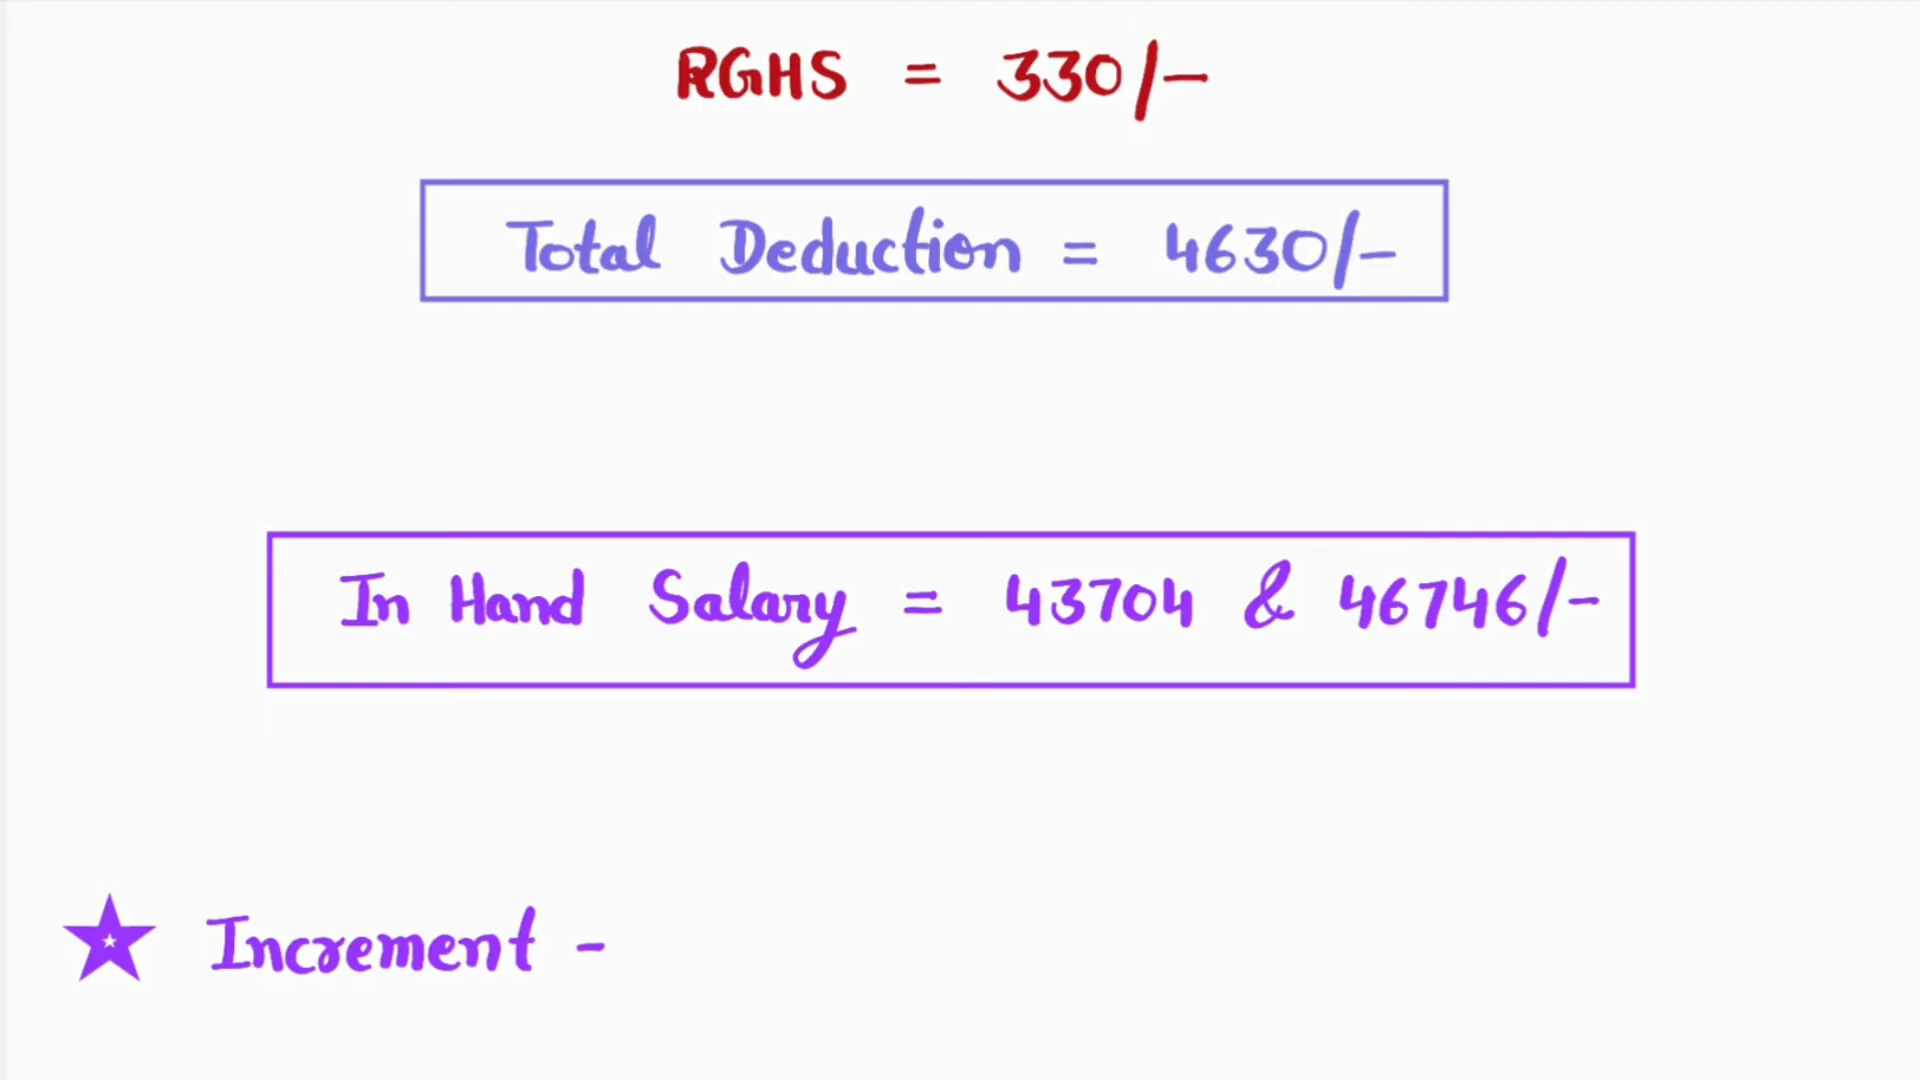 RGHS = 330/-
Total Deduction = 4630/-
In Hand Salary = 43704 & 46746/-
Increment -